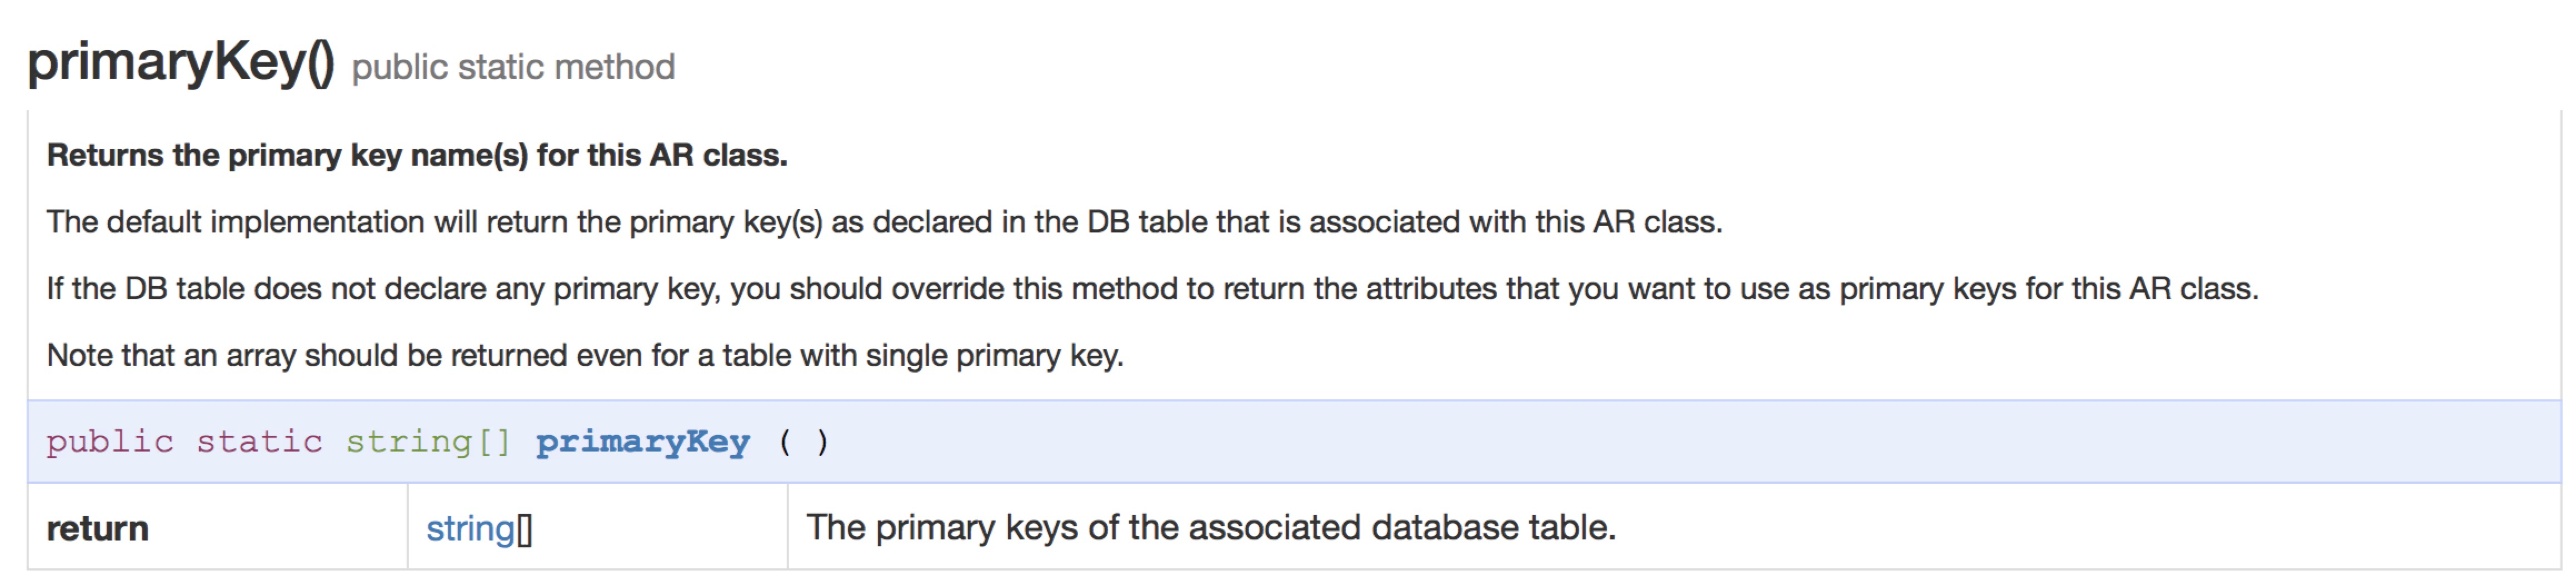 primaryKey() public static method
Returns the primary key name(s) for this AR class.
The default implementation will return the primary key(s) as declared in the DB table that is associated with this AR class.
If the DB table does not declare any primary key, you should override this method to return the attributes that you want to use as primary keys for this AR class.
Note that an array should be returned even for a table with single primary key.
public static string[] primaryKey ( )
return string[] The primary keys of the associated database table.